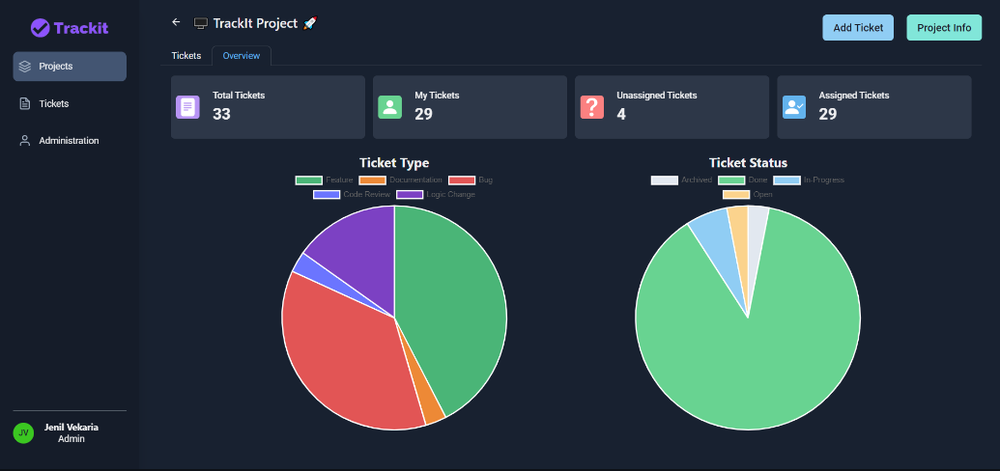 Trackit
Projects
Tickets
Administration
JV
Jenil Vekaria
Admin
TrackIt Project
Add Ticket
Project Info
Tickets
Overview
Total Tickets
33
My Tickets
29
Unassigned Tickets
4
Assigned Tickets
29
Ticket Type
Feature Documentation Bug
Code Review Logic Change
Ticket Status
Archived Done In-Progress
Open